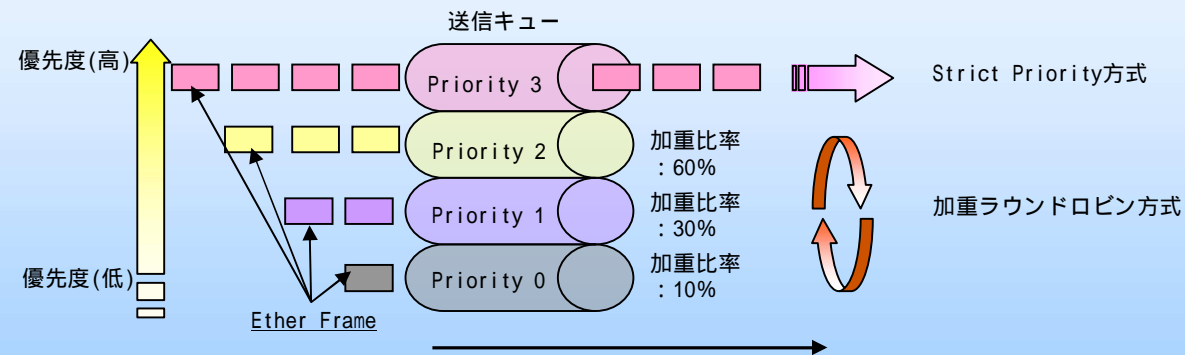 送信キュー
優先度(高)
Priority 3
Strict Priority方式
Priority 2
加重比率
：60%
Priority 1
加重比率
：30%
加重ラウンドロビン方式
優先度(低)
Priority 0
加重比率
：10%
Ether Frame